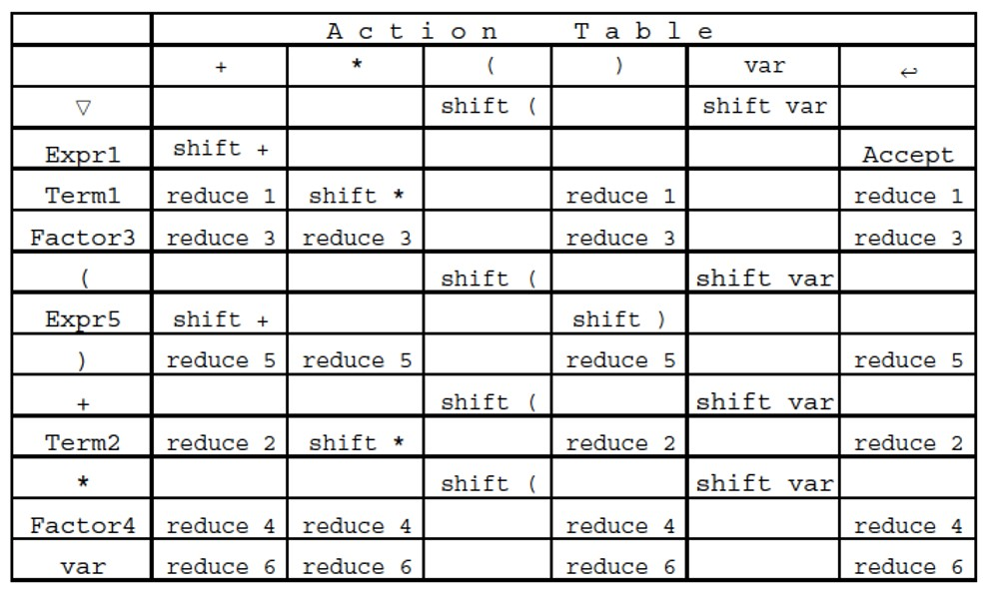 Action Table
+ * ( ) var ↩
▽ shift ( shift var
Expr1 shift + Accept
Term1 reduce 1 shift * reduce 1 reduce 1
Factor3 reduce 3 reduce 3 reduce 3 reduce 3
( shift ( shift var
Expr5 shift + shift )
) reduce 5 reduce 5 reduce 5 reduce 5
+ shift ( shift var
Term2 reduce 2 shift * reduce 2 reduce 2
* shift ( shift var
Factor4 reduce 4 reduce 4 reduce 4 reduce 4
var reduce 6 reduce 6 reduce 6 reduce 6